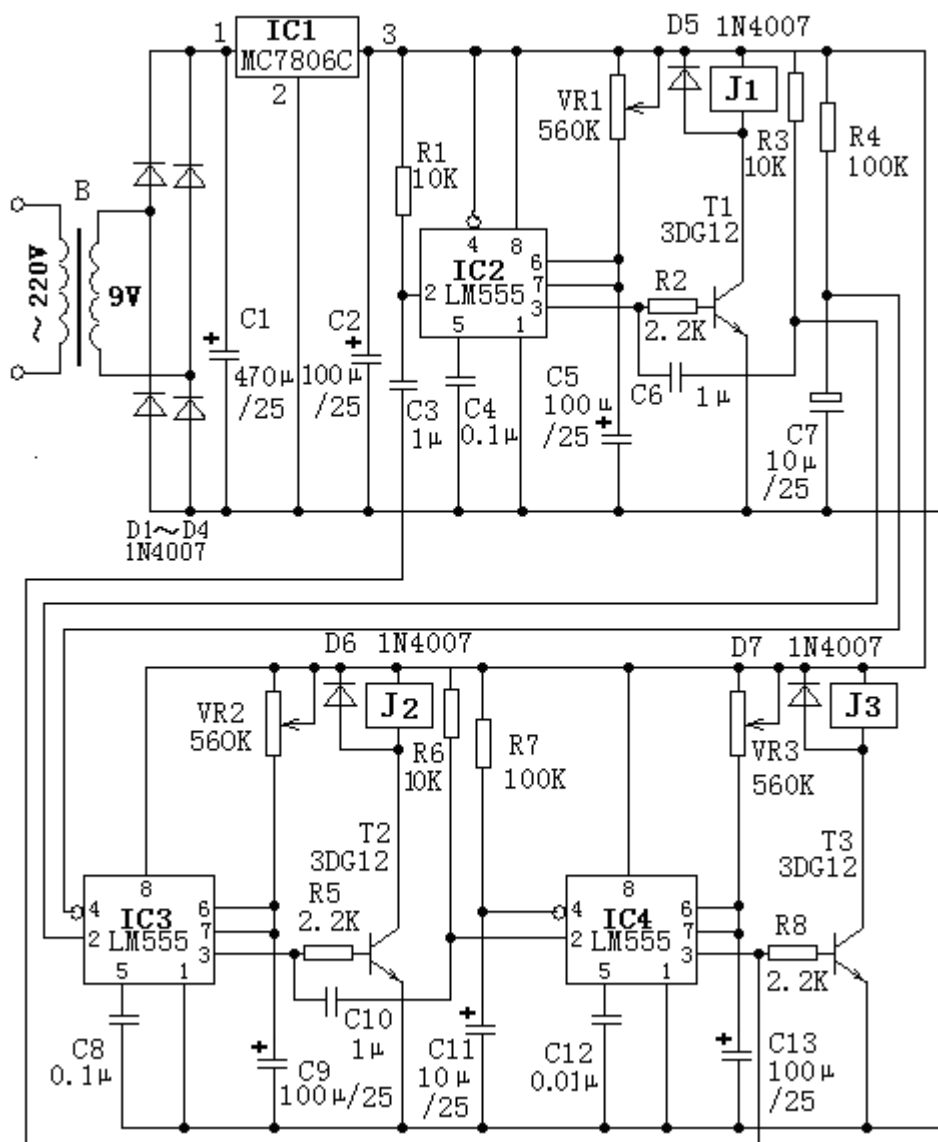 1
IC1
MC7806C
3
2
D5 1N4007
J1
VR1
560K
R3
10K
R4
100K
R1
10K
B
~220V
9V
T1
3DG12
4
8
IC2
LM555
6
7
3
2
5
1
R2
2.2K
C1
470μ
/25
C2
100μ
/25
C3
1μ
C4
0.1μ
C5
100μ
/25
C6
1μ
C7
10μ
/25
D1~D4
1N4007
D6 1N4007
D7 1N4007
VR2
560K
J2
R6
10K
R7
100K
VR3
560K
J3
T2
3DG12
T3
3DG12
8
4
IC3
LM555
6
7
3
2
5
1
R5
2.2K
8
4
IC4
LM555
6
7
3
2
5
1
R8
2.2K
C8
0.1μ
C9
100μ/25
C10
1μ
C11
10μ
/25
C12
0.01μ
C13
100μ
/25